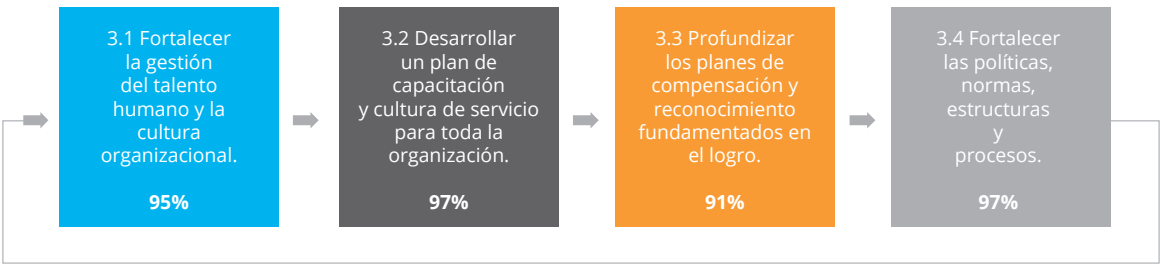 3.1 Fortalecer
la gestión
del talento
humano y la
cultura
organizacional.
95%
3.2 Desarrollar
un plan de
capacitación
y cultura de servicio
para toda la
organización.
97%
3.3 Profundizar
los planes de
compensación y
reconocimiento
fundamentados en
el logro.
91%
3.4 Fortalecer
las políticas,
normas,
estructuras
y
procesos.
97%